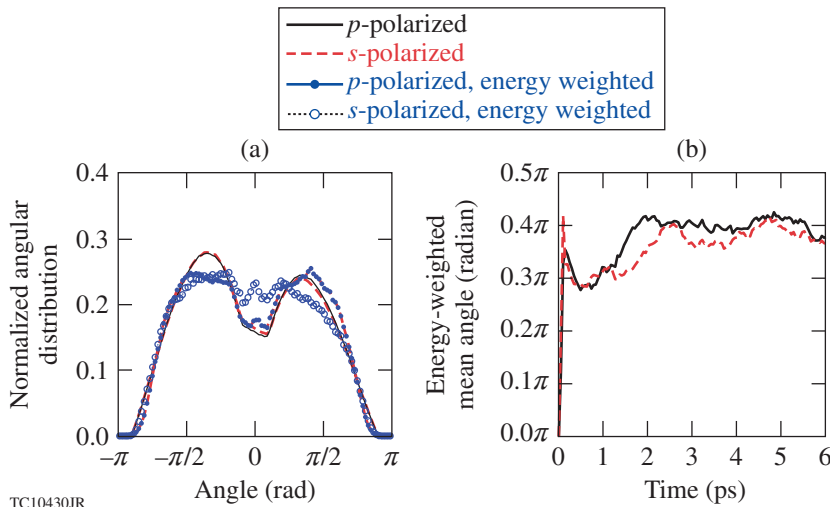 p-polarized
s-polarized
p-polarized, energy weighted
s-polarized, energy weighted
(a)
Normalized angular
distribution
0.4
0.3
0.2
0.1
0.0
–π
–π/2
0
π/2
π
Angle (rad)
(b)
Energy-weighted
mean angle (radian)
0.5π
0.4π
0.3π
0.2π
0.1π
0.0π
0
1
2
3
4
5
6
Time (ps)
TC10430JR